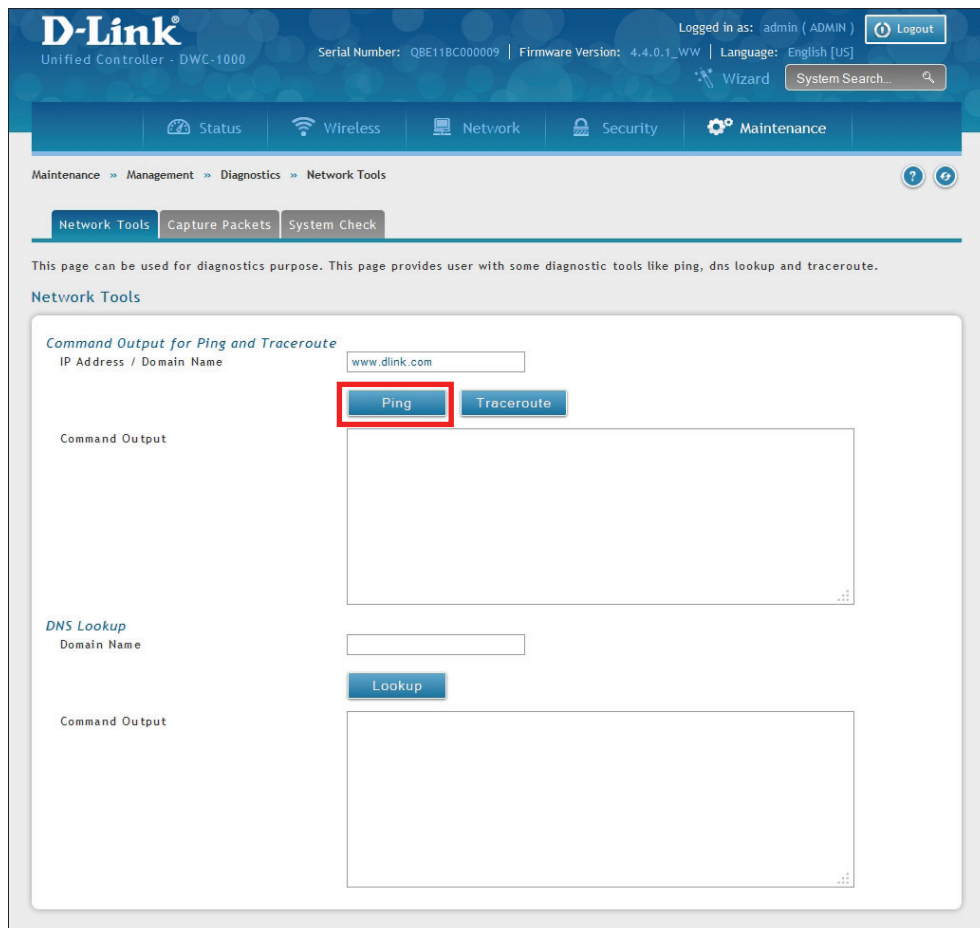 D-Link®
Unified Controller - DWC-1000
Logged in as: admin ( ADMIN )
Logout
Serial Number: QBE11BC000009 | Firmware Version: 4.4.0.1_WW | Language: English [US]
Wizard
System Search...
Status
Wireless
Network
Security
Maintenance
Maintenance » Management » Diagnostics » Network Tools
?
Network Tools
Capture Packets
System Check
This page can be used for diagnostics purpose. This page provides user with some diagnostic tools like ping, dns lookup and traceroute.
Network Tools
Command Output for Ping and Traceroute
IP Address / Domain Name
www.dlink.com
Ping
Traceroute
Command Output
DNS Lookup
Domain Name
Lookup
Command Output